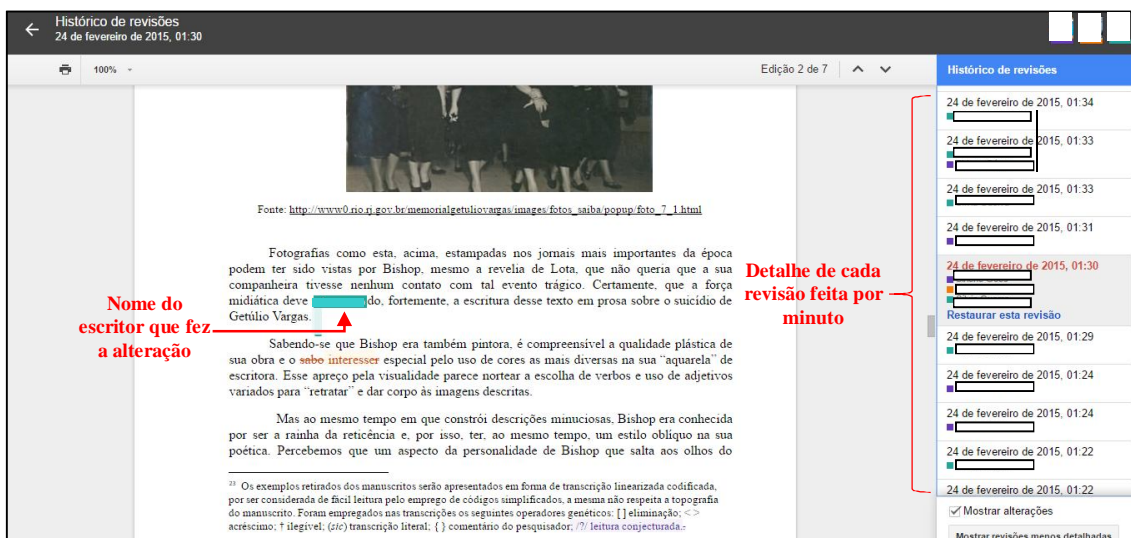 Histórico de revisões
24 de fevereiro de 2015, 01:30
100%
Edição 2 de 7
Histórico de revisões
Fonte: http://www0.rio.rj.gov.br/memorialgetuliovargas/images/fotos_saiba/popup/foto_7_1.html
Fotografias como esta, acima, estampadas nos jornais mais importantes da época
podem ter sido vistas por Bishop, mesmo a revelia de Lota, que não queria que a sua
companheira tivesse nenhum contato com tal evento trágico. Certamente, que a força
midiática deve do, fortemente, a escritura desse texto em prosa sobre o suicídio de
Getúlio Vargas.
Sabendo-se que Bishop era também pintora, é compreensível a qualidade plástica de
sua obra e o sabo interesser especial pelo uso de cores as mais diversas na sua “aquarela” de
escritora. Esse apreço pela visualidade parece nortear a escolha de verbos e uso de adjetivos
variados para “retratar” e dar corpo às imagens descritas.
Mas ao mesmo tempo em que constrói descrições minuciosas, Bishop era conhecida
por ser a rainha da reticência e, por isso, ter, ao mesmo tempo, um estilo oblíquo na sua
poética. Percebemos que um aspecto da personalidade de Bishop que salta aos olhos do
23 Os exemplos retirados dos manuscritos serão apresentados em forma de transcrição linearizada codificada,
por ser considerada de fácil leitura pelo emprego de códigos simplificados, a mesma não respeita a topografia
do manuscrito. Foram empregados nas transcrições os seguintes operadores genéticos: [ ] eliminação; < >
acréscimo; † ilegível; (sic) transcrição literal; { } comentário do pesquisador; /?/ leitura conjecturada.
Nome do
escritor que fez
a alteração
Detalhe de cada
revisão feita por
minuto
24 de fevereiro de 2015, 01:34
24 de fevereiro de 2015, 01:33
24 de fevereiro de 2015, 01:33
24 de fevereiro de 2015, 01:31
24 de fevereiro de 2015, 01:30
Restaurar esta revisão
24 de fevereiro de 2015, 01:29
24 de fevereiro de 2015, 01:24
24 de fevereiro de 2015, 01:24
24 de fevereiro de 2015, 01:22
24 de fevereiro de 2015, 01:22
Mostrar alterações
Mostrar revisões menos detalhadas